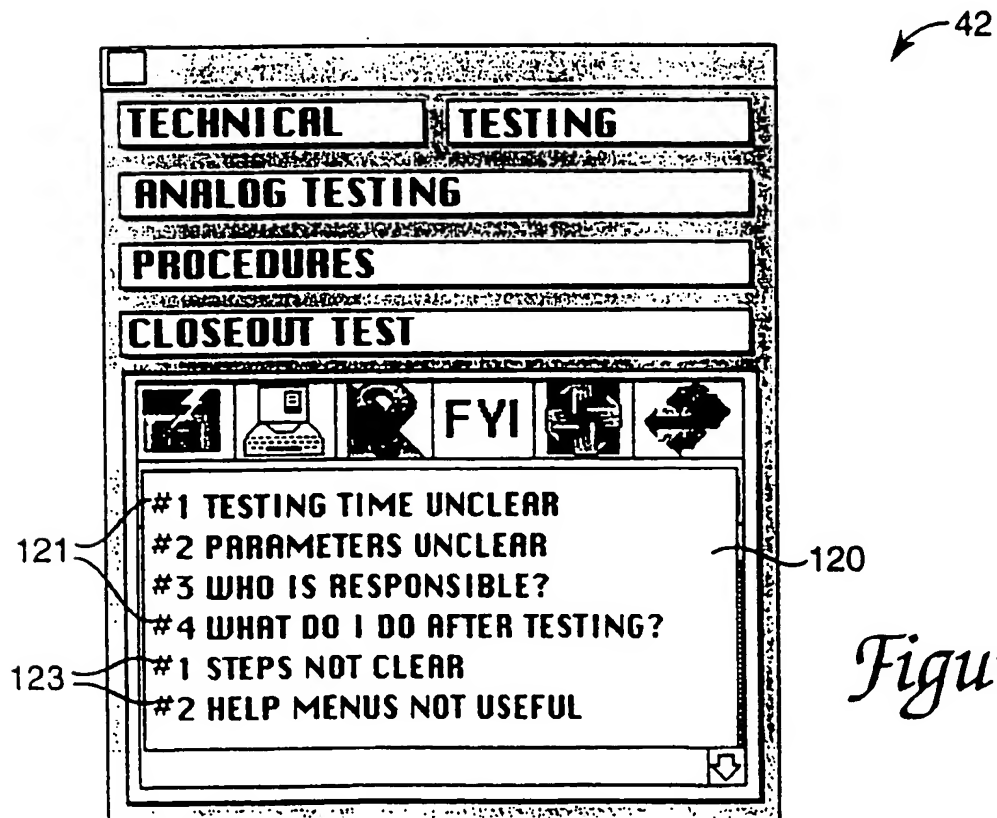 42
TECHNICAL TESTING
ANALOG TESTING
PROCEDURES
CLOSEOUT TEST
FYI
#1 TESTING TIME UNCLEAR
#2 PARAMETERS UNCLEAR
121
120
#3 WHO IS RESPONSIBLE?
#4 WHAT DO I DO AFTER TESTING?
123
#1 STEPS NOT CLEAR
#2 HELP MENUS NOT USEFUL